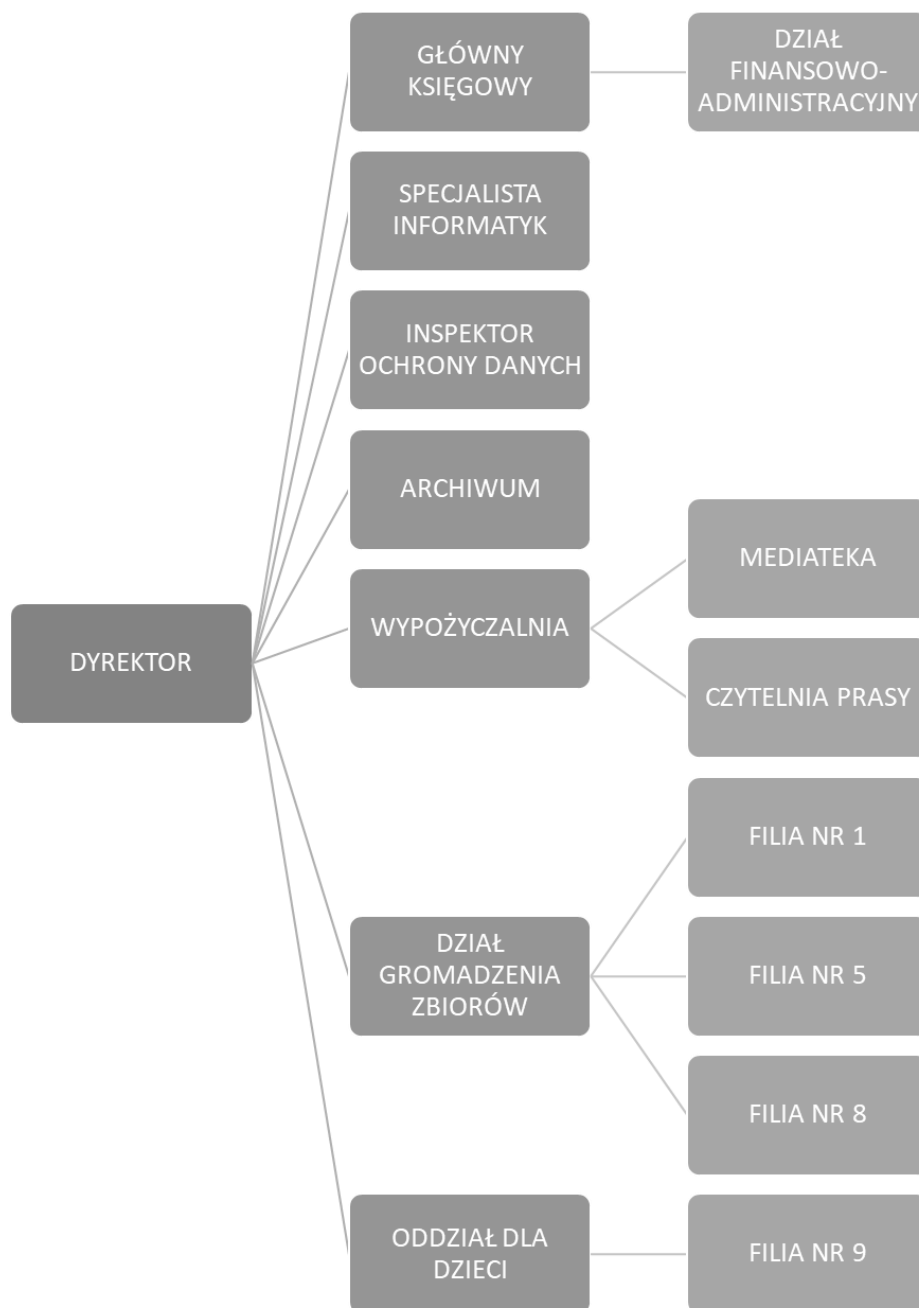 GŁÓWNY
KSIĘGOWY
DZIAŁ
FINANSOWO-
ADMINISTRACYJNY
SPECJALISTA
INFORMATYK
INSPEKTOR
OCHRONY DANYCH
ARCHIWUM
MEDIATEKA
WYPOŻYCZALNIA
DYREKTOR
CZYTELNIA PRASY
FILIA NR 1
DZIAŁ
GROMADZENIA
ZBIORÓW
FILIA NR 5
FILIA NR 8
ODDZIAŁ DLA
DZIECI
FILIA NR 9